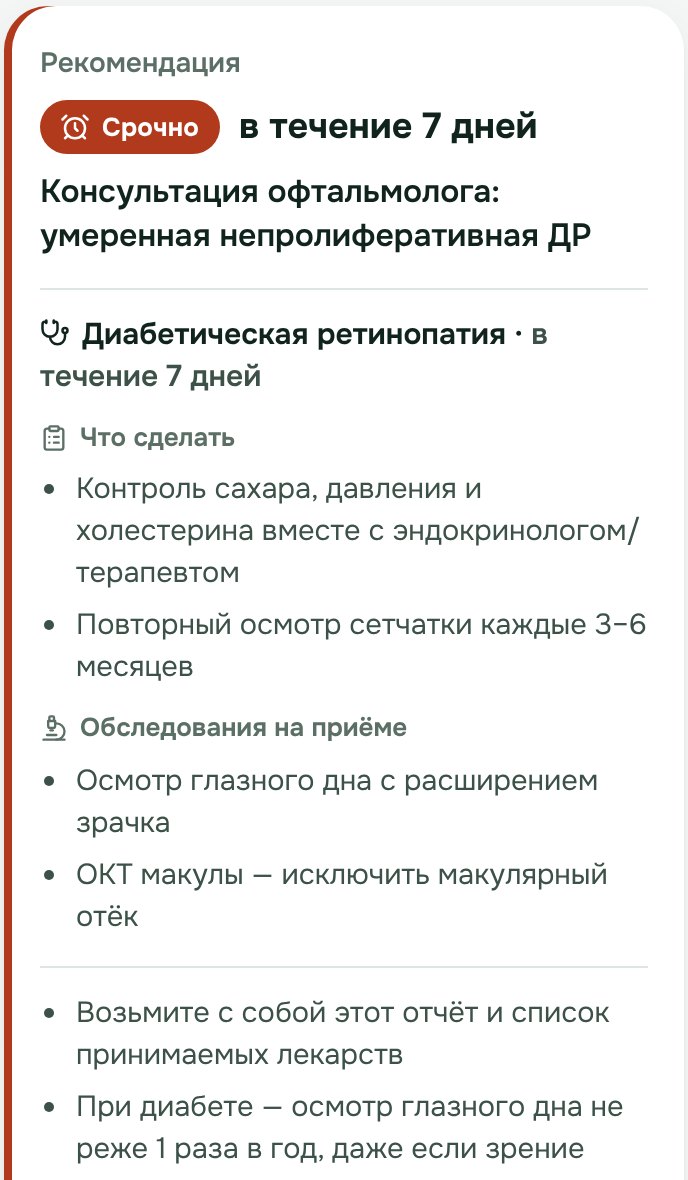 Рекомендация
Срочно в течение 7 дней
Консультация офтальмолога:
умеренная непролиферативная ДР
Диабетическая ретинопатия · в
течение 7 дней
Что сделать
• Контроль сахара, давления и
холестерина вместе с эндокринологом/
терапевтом
• Повторный осмотр сетчатки каждые 3–6
месяцев
Обследования на приёме
• Осмотр глазного дна с расширением
зрачка
• ОКТ макулы — исключить макулярный
отёк
• Возьмите с собой этот отчёт и список
принимаемых лекарств
• При диабете — осмотр глазного дна не
реже 1 раза в год, даже если зрение